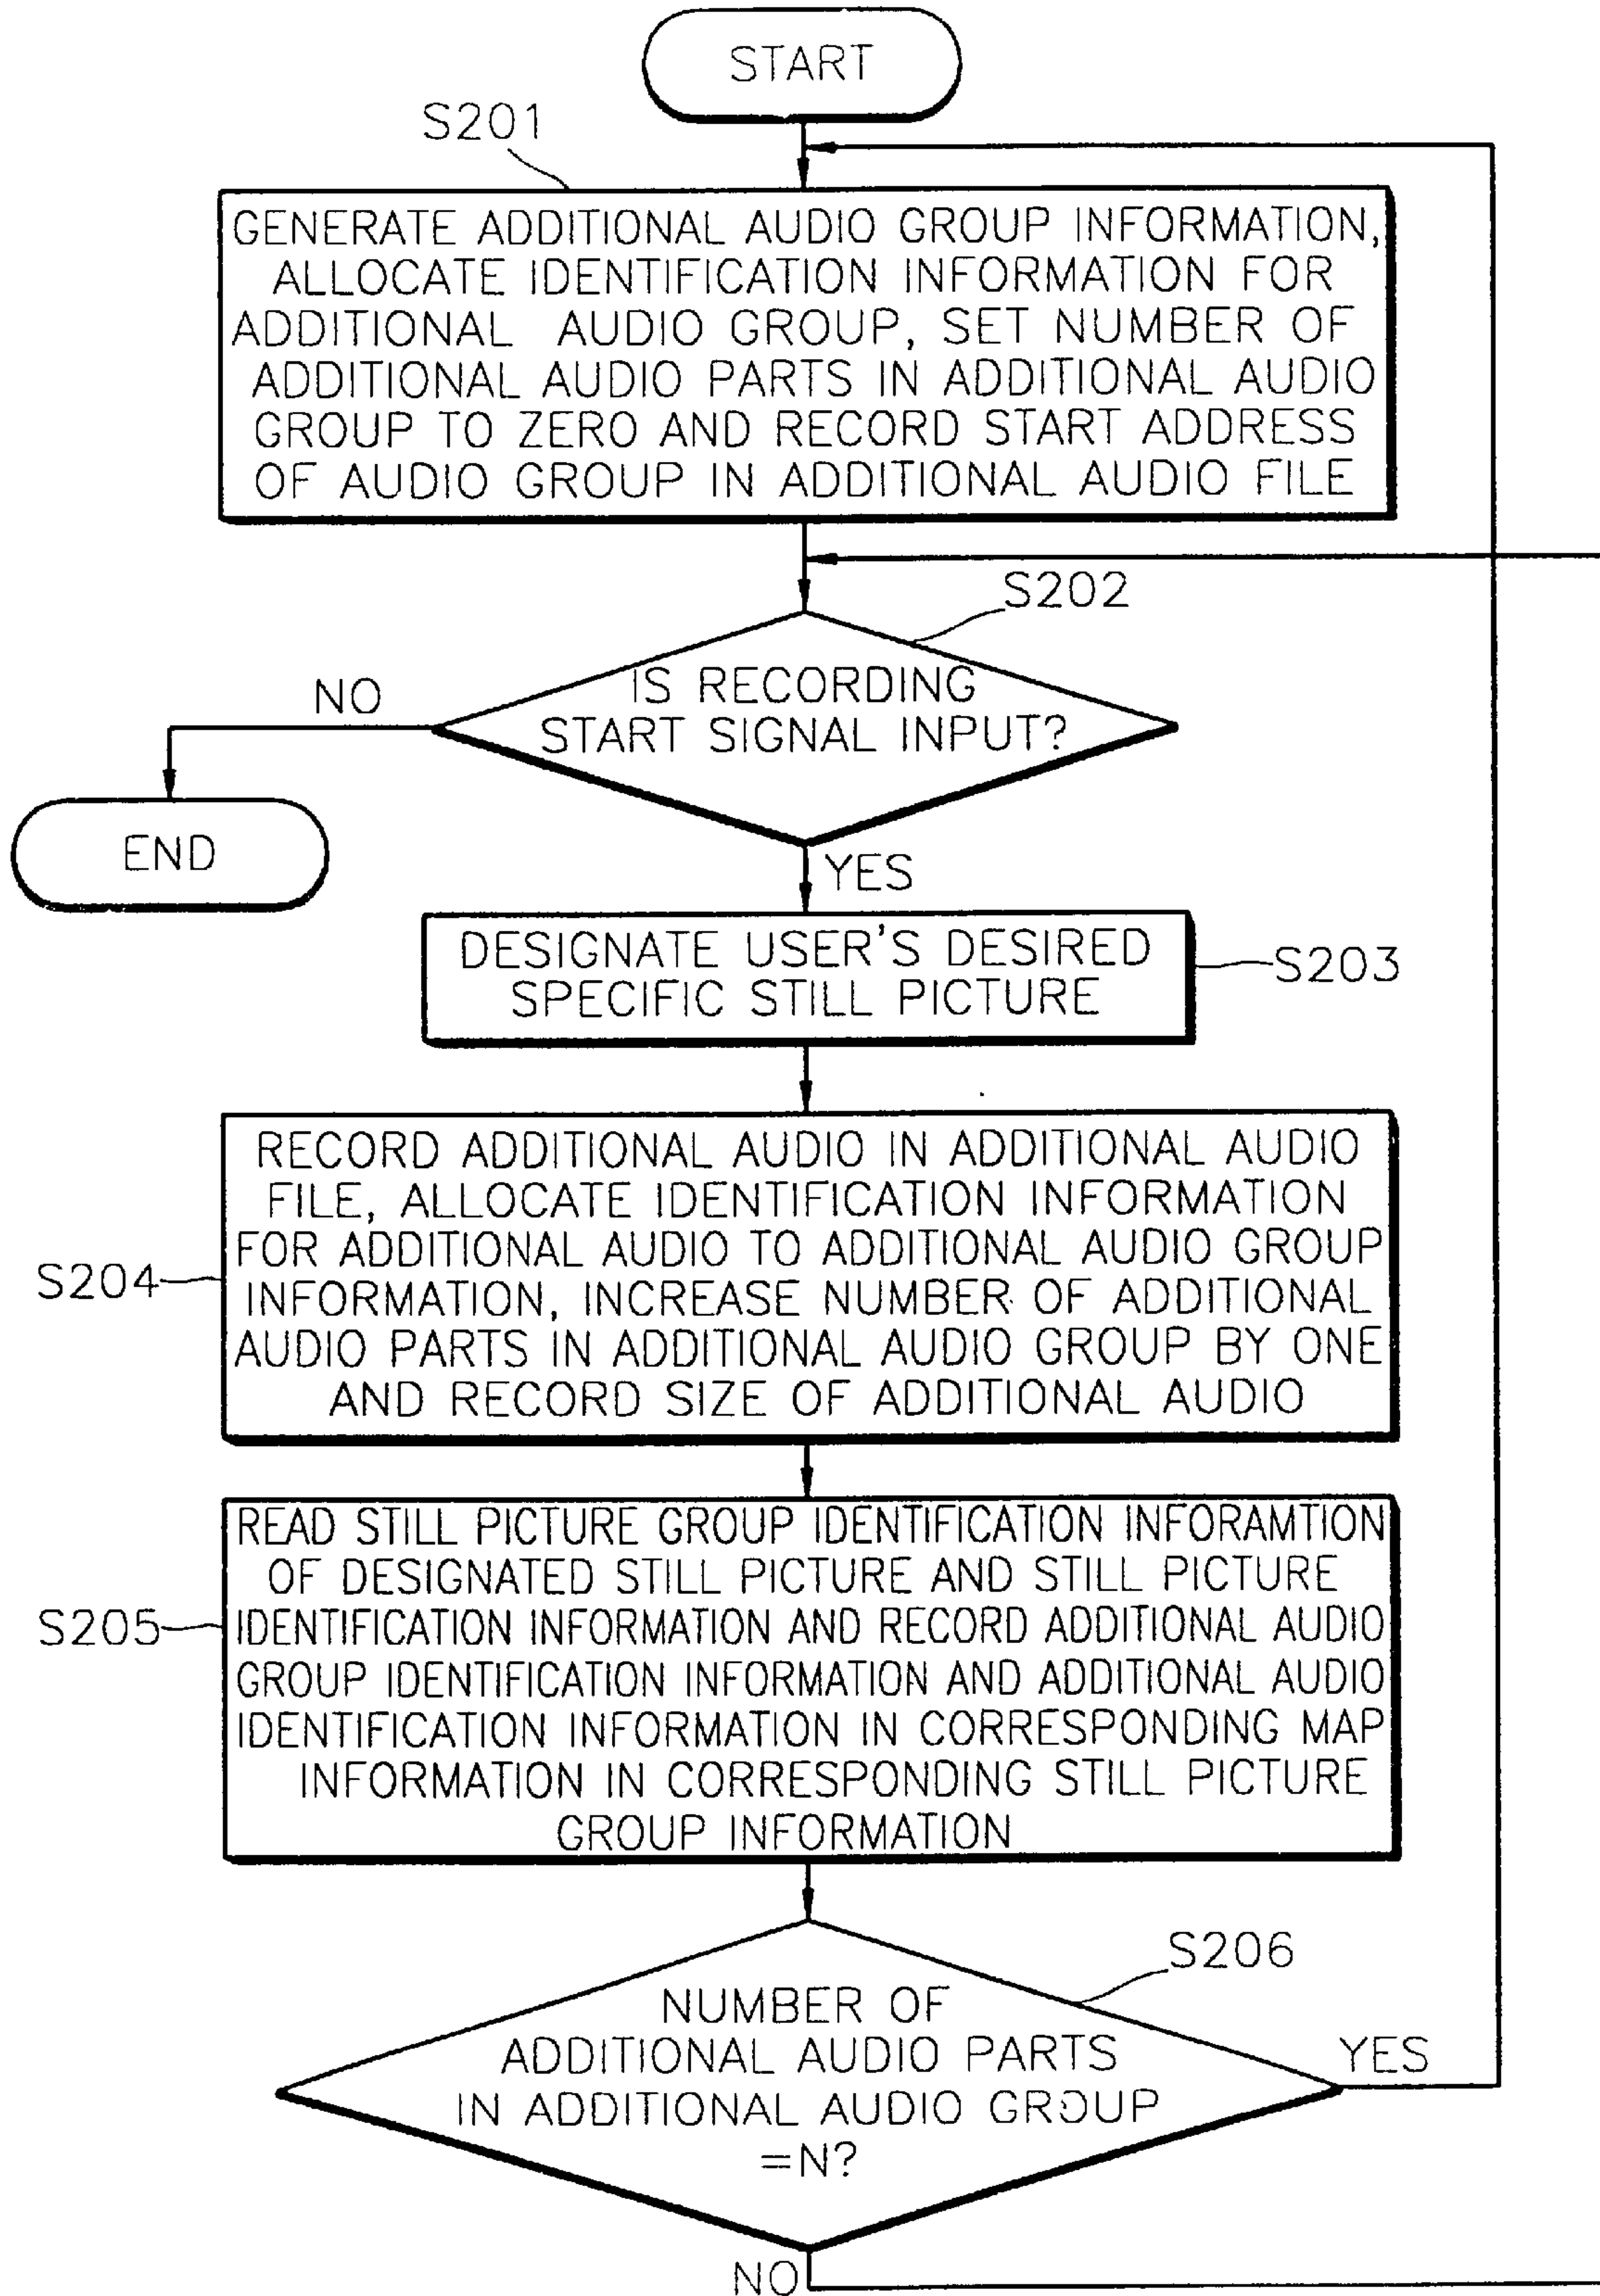 START
S201
GENERATE ADDITIONAL AUDIO GROUP INFORMATION,
ALLOCATE IDENTIFICATION INFORMATION FOR
ADDITIONAL AUDIO GROUP, SET NUMBER OF
ADDITIONAL AUDIO PARTS IN ADDITIONAL AUDIO
GROUP TO ZERO AND RECORD START ADDRESS
OF AUDIO GROUP IN ADDITIONAL AUDIO FILE
S202
IS RECORDING
START SIGNAL INPUT?
NO
END
YES
DESIGNATE USER'S DESIRED
SPECIFIC STILL PICTURE
S203
RECORD ADDITIONAL AUDIO IN ADDITIONAL AUDIO
FILE, ALLOCATE IDENTIFICATION INFORMATION
FOR ADDITIONAL AUDIO TO ADDITIONAL AUDIO GROUP
INFORMATION, INCREASE NUMBER OF ADDITIONAL
AUDIO PARTS IN ADDITIONAL AUDIO GROUP BY ONE
AND RECORD SIZE OF ADDITIONAL AUDIO
S204
READ STILL PICTURE GROUP IDENTIFICATION INFORAMTION
OF DESIGNATED STILL PICTURE AND STILL PICTURE
IDENTIFICATION INFORMATION AND RECORD ADDITIONAL AUDIO
GROUP IDENTIFICATION INFORMATION AND ADDITIONAL AUDIO
IDENTIFICATION INFORMATION IN CORRESPONDING MAP
INFORMATION IN CORRESPONDING STILL PICTURE
GROUP INFORMATION
S205
S206
NUMBER OF
ADDITIONAL AUDIO PARTS
IN ADDITIONAL AUDIO GROUP
=N?
YES
NO